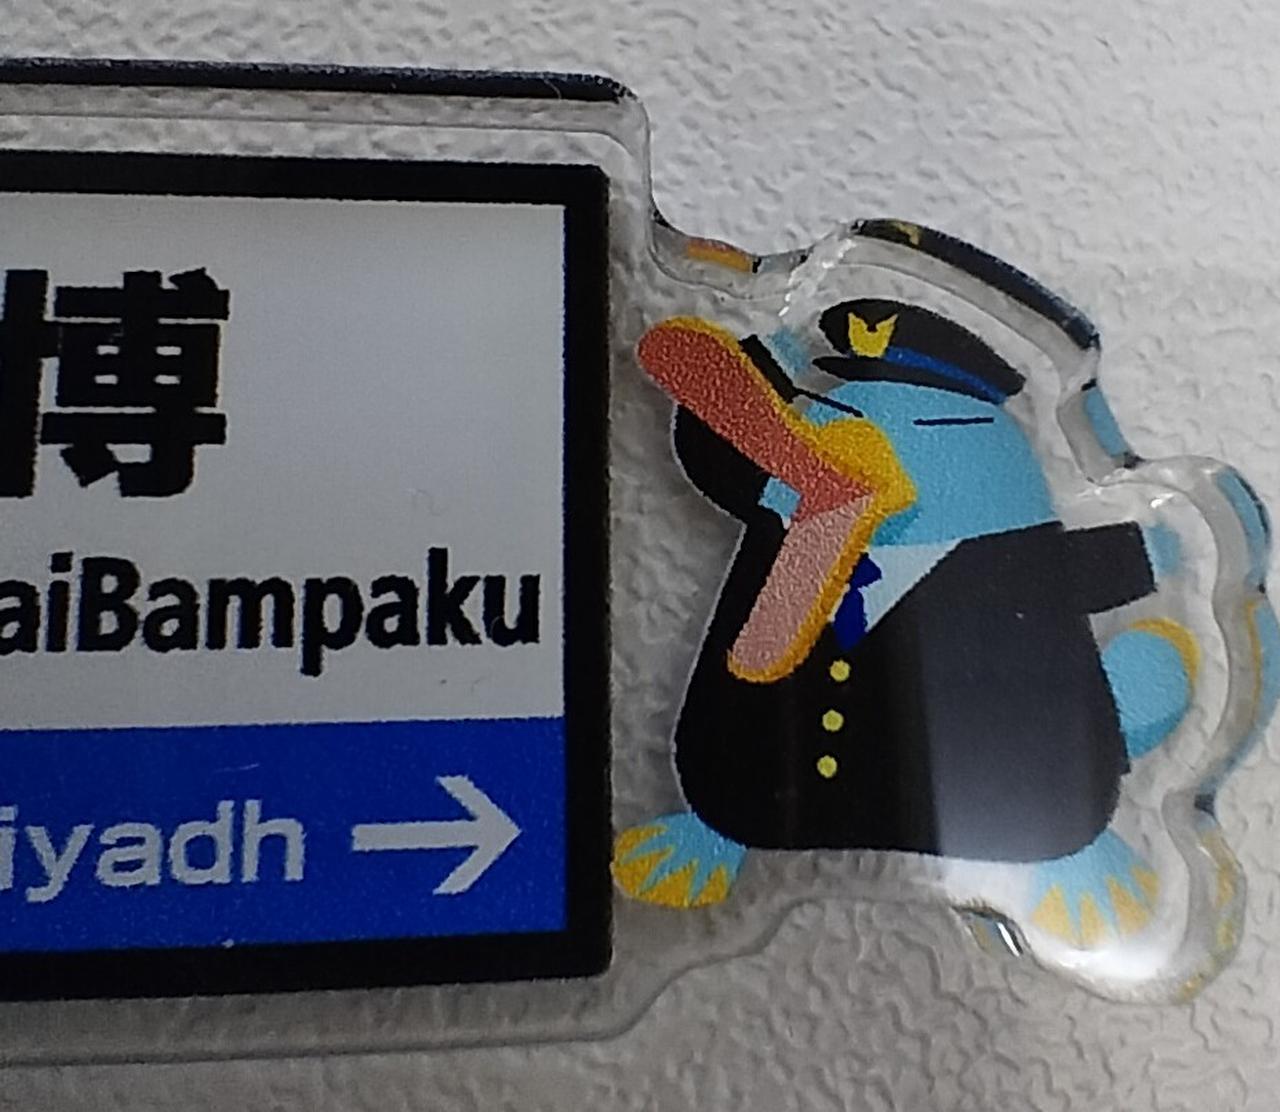 博
aiBampaku
iyadh →